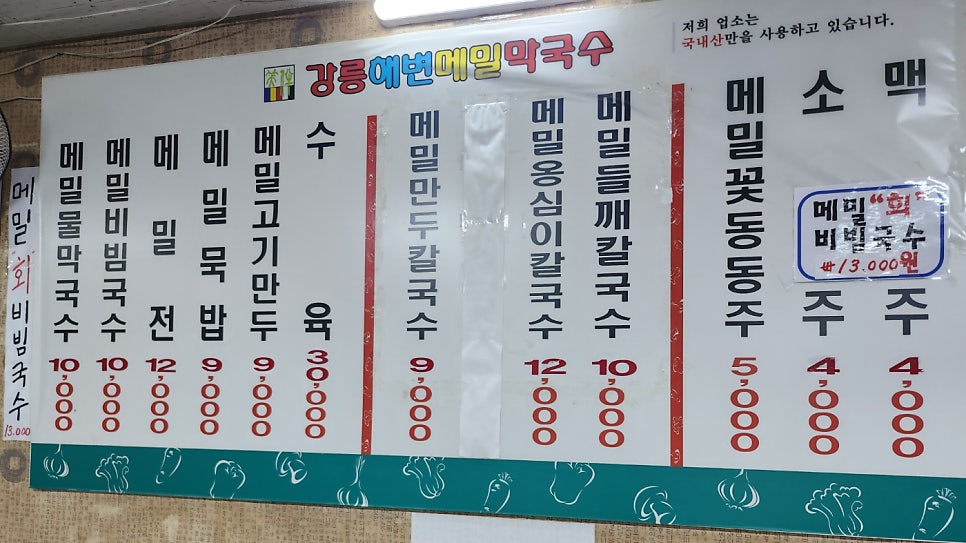 저희 업소는
국내산만을 사용하고 있습니다.
강릉해변메밀막국수
메밀회비빔국수
13.000
메밀물막국수
10,000
메밀비빔국수
10,000
메밀전
12,000
메밀묵밥
9,000
메밀고기만두
9,000
수육
30,000
메밀만두칼국수
9,000
메밀옹심이칼국수
12,000
메밀들깨칼국수
10,000
메밀꽃동동주
5,000
소주
4,000
맥주
4,000
메밀"회"
비빔국수
₩13.000원